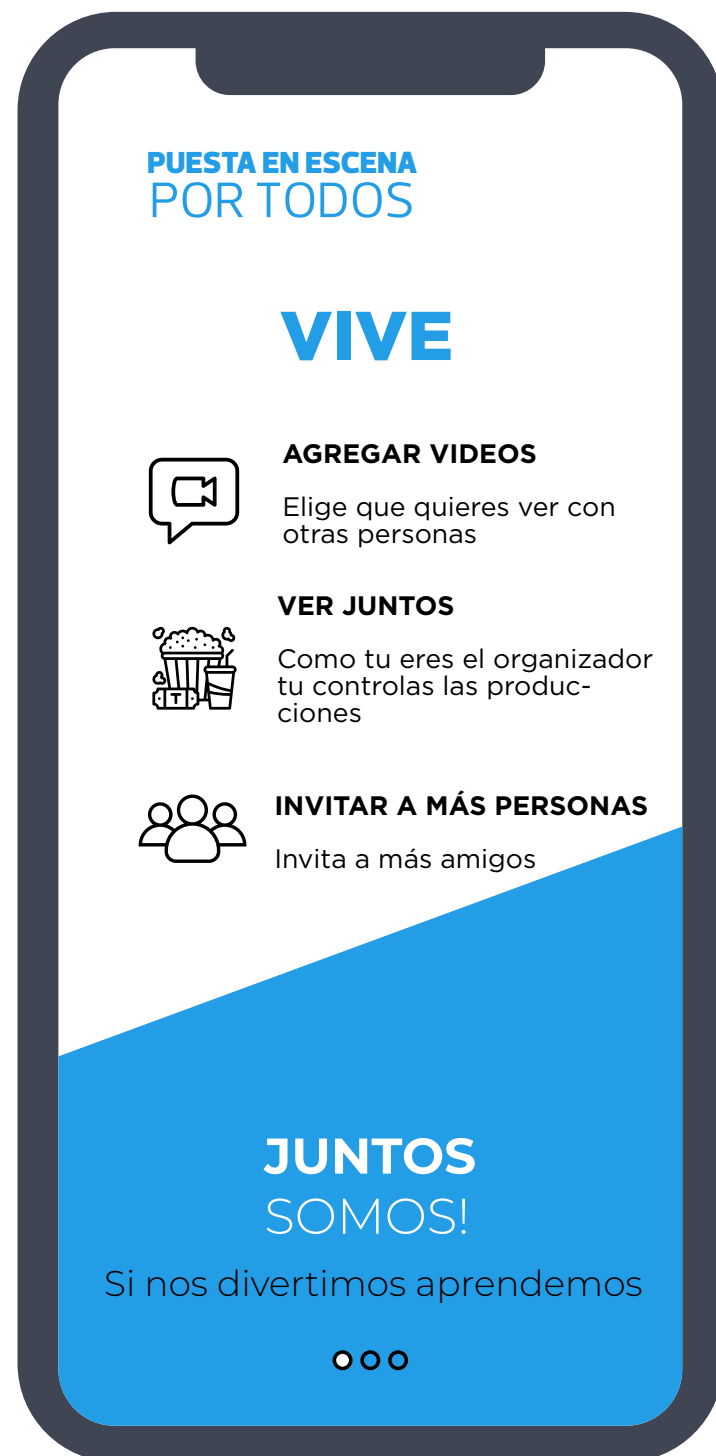 PUESTA EN ESCENA
POR TODOS
VIVE
AGREGAR VIDEOS
Elige que quieres ver con
otras personas
VER JUNTOS
Como tu eres el organizador
tu controlas las produc-
ciones
T
INVITAR A MÁS PERSONAS
Invita a más amigos
JUNTOS
SOMOS!
Si nos divertimos aprendemos